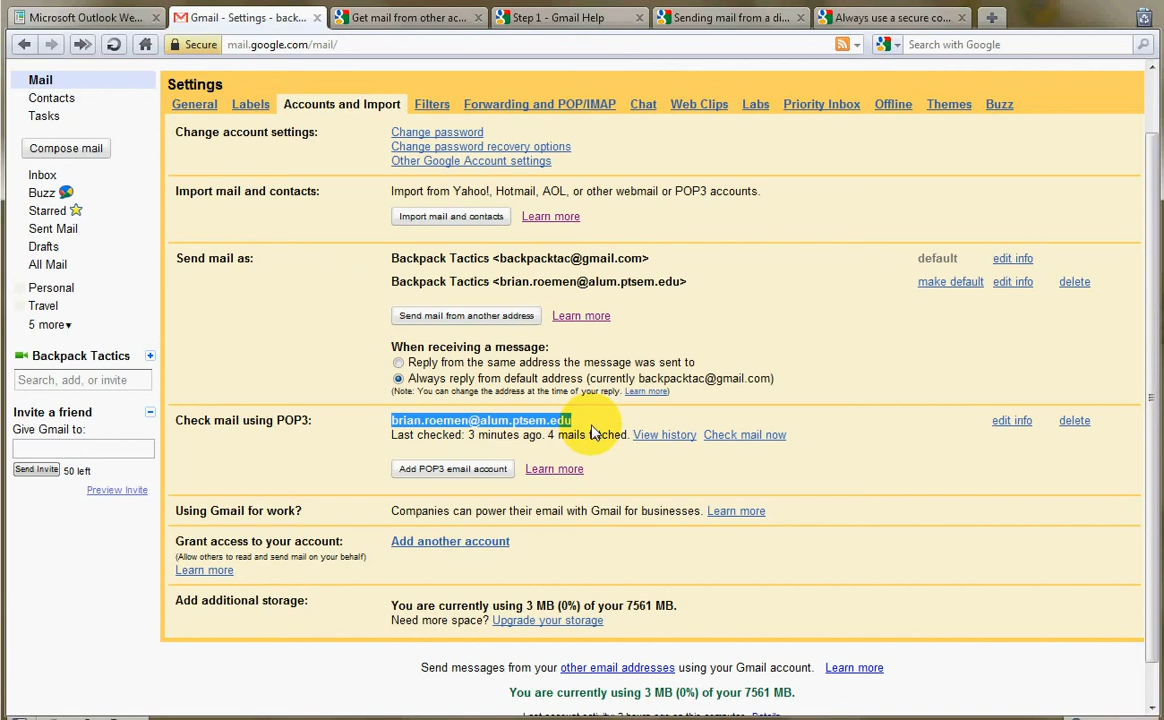 Microsoft Outlook We...
Gmail - Settings - back...
Get mail from other ac...
Step 1 - Gmail Help
Sending mail from a di...
Always use a secure co...
Secure
mail.google.com/mail/
Search with Google
Mail
Contacts
Tasks
Compose mail
Inbox
Buzz
Starred
Sent Mail
Drafts
All Mail
Personal
Travel
5 more▾
Backpack Tactics
Search, add, or invite
Invite a friend
Give Gmail to:
Send Invite 50 left
Preview Invite
Settings
General Labels Accounts and Import Filters Forwarding and POP/IMAP Chat Web Clips Labs Priority Inbox Offline Themes Buzz
Change account settings: Change password
Change password recovery options
Other Google Account settings
Import mail and contacts: Import from Yahoo!, Hotmail, AOL, or other webmail or POP3 accounts.
Import mail and contacts Learn more
Send mail as: Backpack Tactics <backpacktac@gmail.com> default edit info
Backpack Tactics <brian.roemen@alum.ptsem.edu> make default edit info delete
Send mail from another address Learn more
When receiving a message:
Reply from the same address the message was sent to
Always reply from default address (currently backpacktac@gmail.com)
(Note: You can change the address at the time of your reply. Learn more)
Check mail using POP3: brian.roemen@alum.ptsem.edu edit info delete
Last checked: 3 minutes ago. 4 mails fetched. View history Check mail now
Add POP3 email account Learn more
Using Gmail for work? Companies can power their email with Gmail for businesses. Learn more
Grant access to your account: Add another account
(Allow others to read and send mail on your behalf)
Learn more
Add additional storage: You are currently using 3 MB (0%) of your 7561 MB.
Need more space? Upgrade your storage
Send messages from your other email addresses using your Gmail account. Learn more
You are currently using 3 MB (0%) of your 7561 MB.
Last account activity: 3 hours ago on this computer. Details